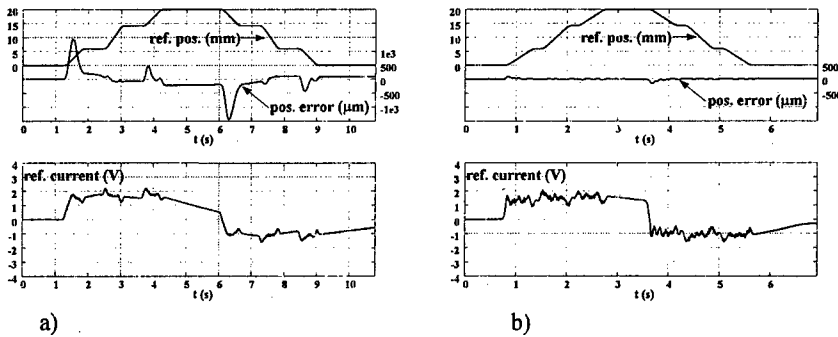 20
15
10
5
0
ref. pos. (mm)
1e3
500
0
-500
-1e3
pos. error (μm)
0 1 2 3 4 5 6 7 8 9 10
t (s)
ref. current (V)
4
3
2
1
0
-1
-2
-3
-4
0 1 2 3 4 5 6 7 8 9 10
t (s)
a)
20
15
10
5
0
ref. pos. (mm)
1e3
500
0
-500
-1e3
pos. error (μm)
0 1 2 3 4 5 6
t (s)
ref. current (V)
4
3
2
1
0
-1
-2
-3
-4
0 1 2 3 4 5 6
t (s)
b)